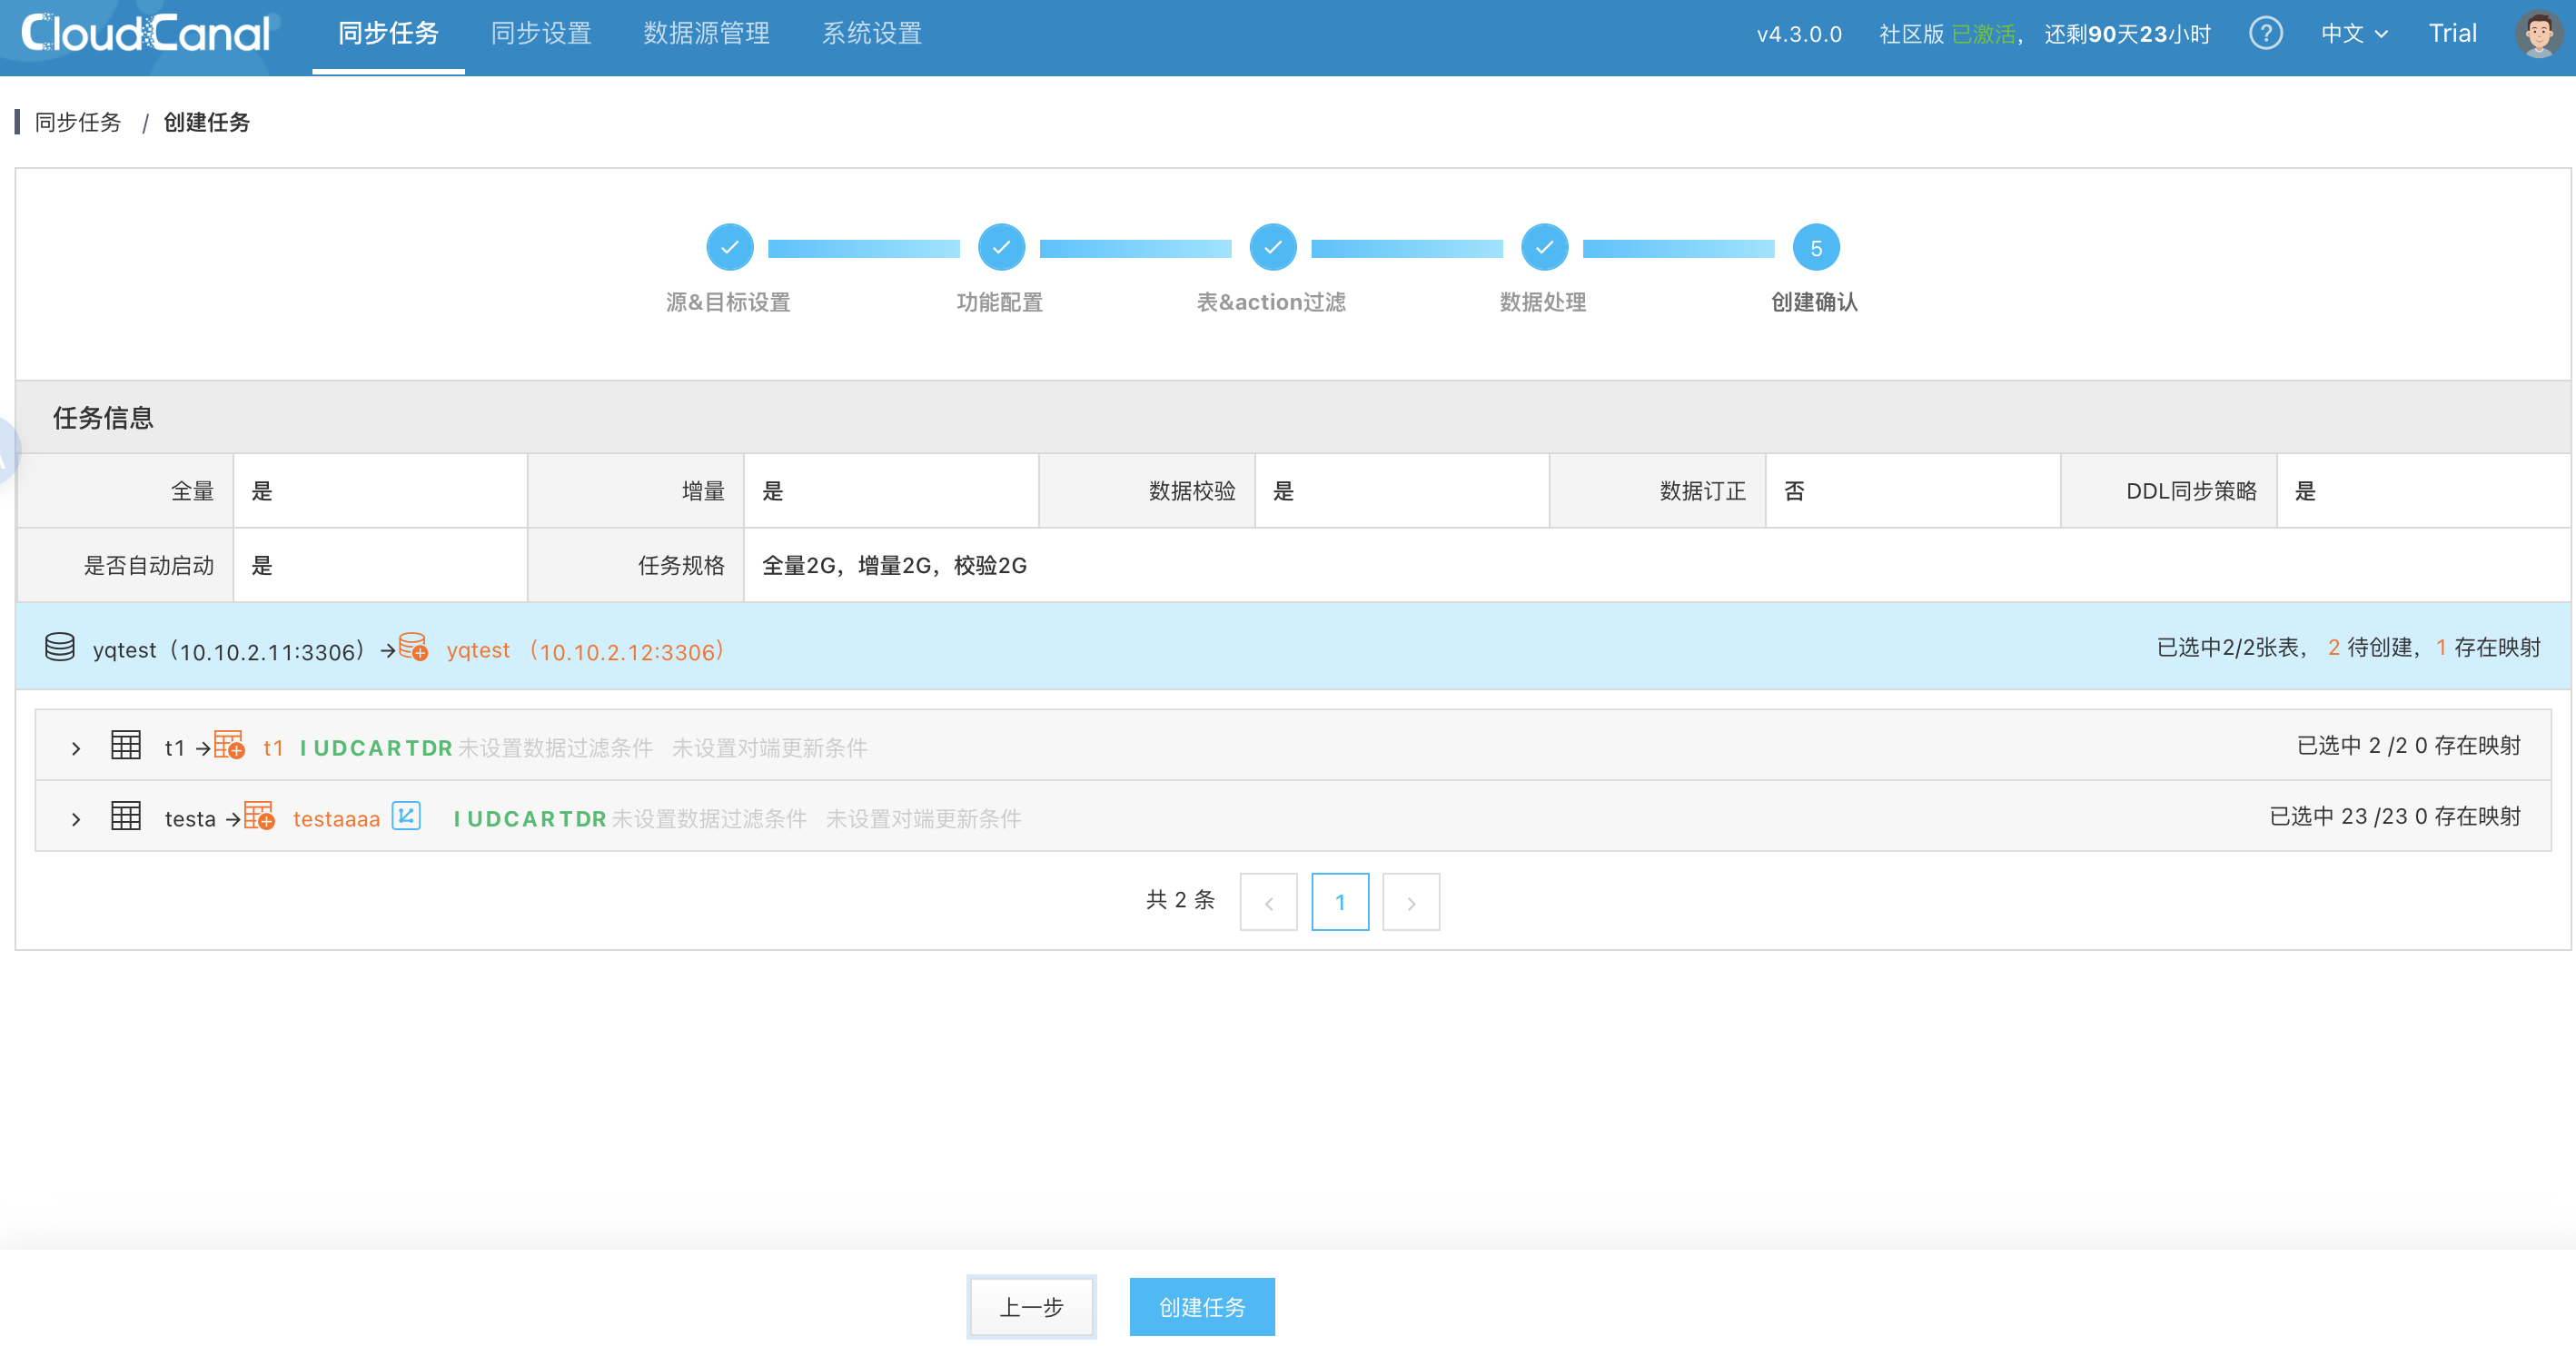 CloudCanal 同步任务 同步设置 数据源管理 系统设置 v4.3.0.0 社区版 已激活， 还剩90天23小时 ? 中文 Trial
同步任务 / 创建任务
5
源&目标设置 功能配置 表&action过滤 数据处理 创建确认
任务信息
全量 是 增量 是 数据校验 是 数据订正 否 DDL同步策略 是
是否自动启动 是 任务规格 全量2G，增量2G，校验2G
yqtest（10.10.2.11:3306）→ yqtest （10.10.2.12:3306） 已选中2/2张表， 2 待创建， 1 存在映射
t1 → t1 I U D C A R T D R 未设置数据过滤条件 未设置对端更新条件 已选中 2 /2 0 存在映射
testa → testaaaa I U D C A R T D R 未设置数据过滤条件 未设置对端更新条件 已选中 23 /23 0 存在映射
共 2 条 < 1 >
上一步 创建任务